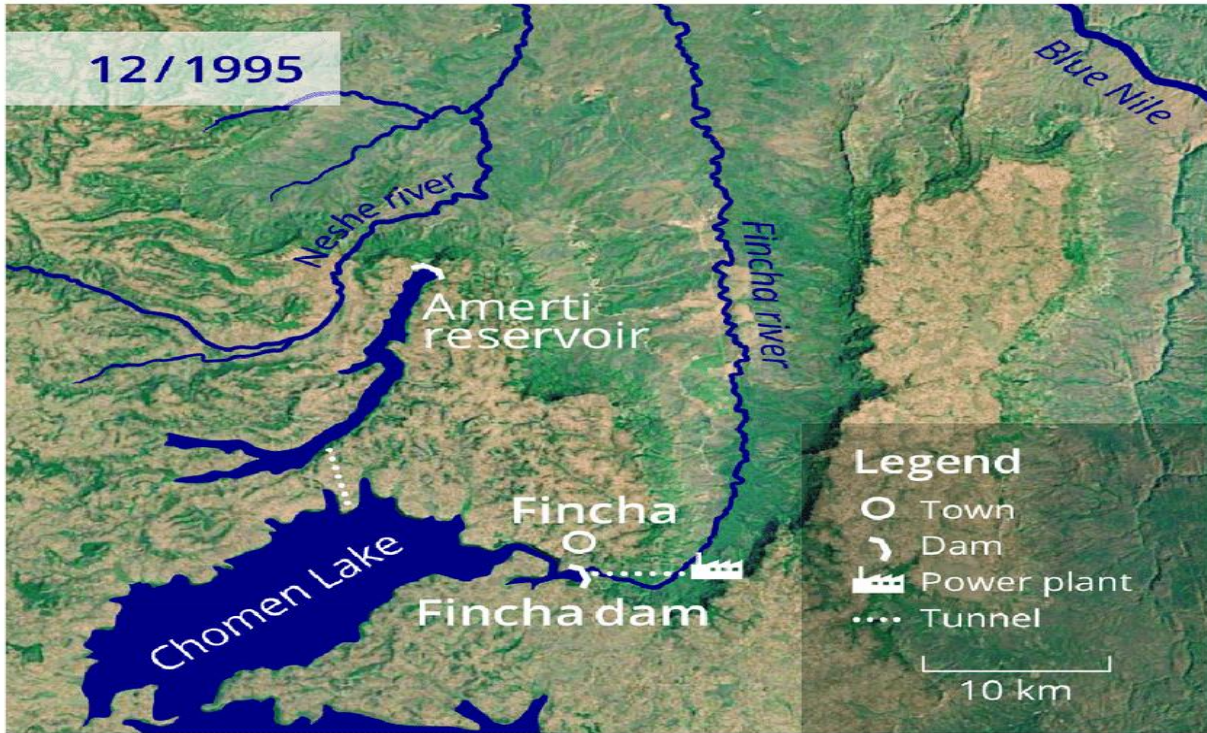 12/1995
Blue Nile
Neshe river
Fincha river
Amerti
reservoir
Fincha
Chomen Lake
Fincha dam
Legend
Town
Dam
Power plant
Tunnel
10 km